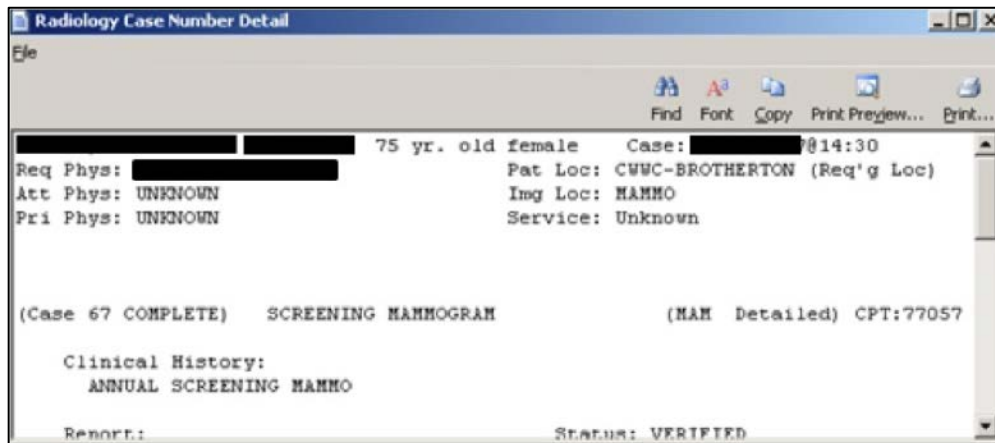 Radiology Case Number Detail
File
Find Font Copy Print Preview... Print...
75 yr. old female Case: 7@14:30
Req Phys: Pat Loc: CWWC-BROTHERTON (Req'g Loc)
Att Phys: UNKNOWN Img Loc: MAMMO
Pri Phys: UNKNOWN Service: Unknown
(Case 67 COMPLETE) SCREENING MAMMOGRAM (MAM Detailed) CPT:77057
Clinical History:
ANNUAL SCREENING MAMMO
Report: Status: VERIFIED